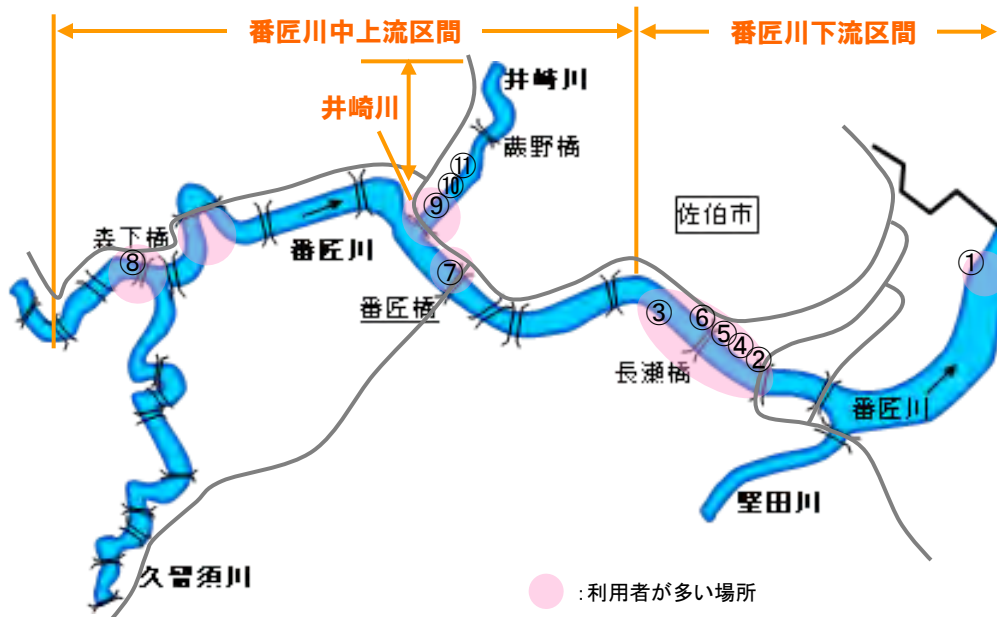 番匠川中上流区間
番匠川下流区間
井崎川
井崎川
蕨野橋
⑪
⑩
⑨
佐伯市
森下橋
⑧
番匠川
⑦
番匠橋
①
③
⑥
⑤
④
②
長瀬橋
番匠川
堅田川
久留須川
:利用者が多い場所